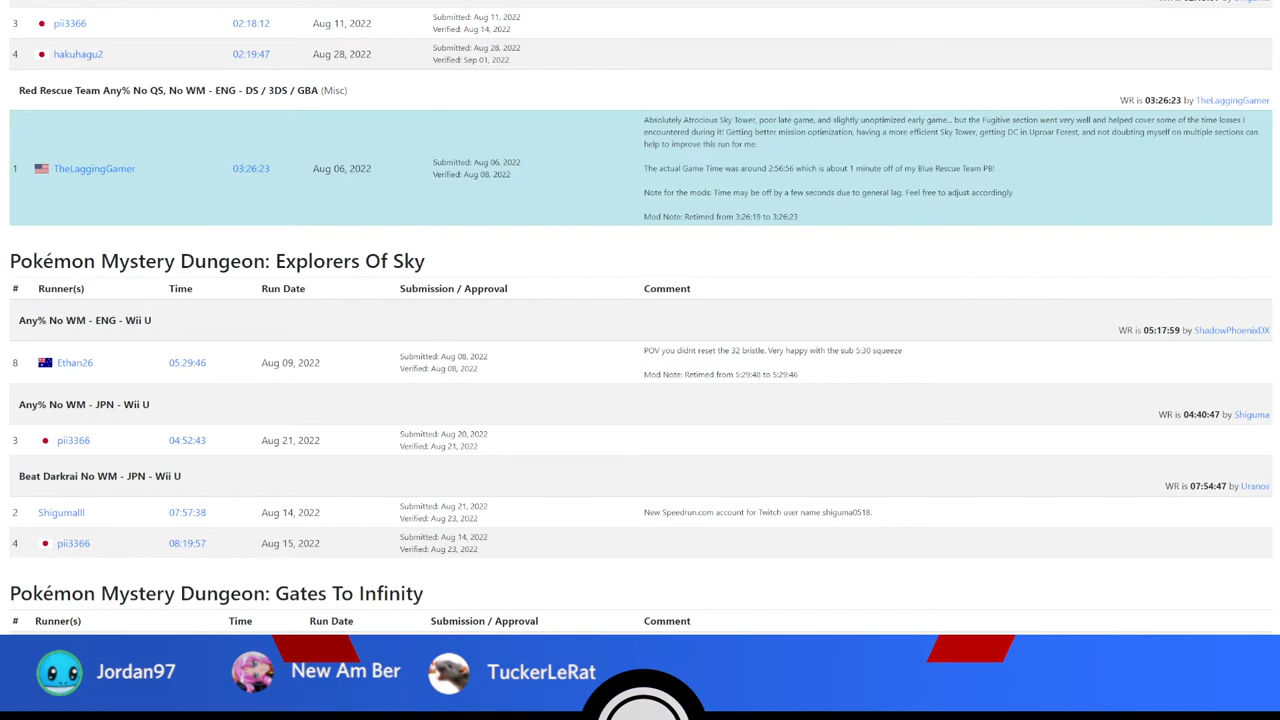 3 pii3366 02:18:12 Aug 11, 2022 Submitted: Aug 11, 2022
Verified: Aug 14, 2022
4 hakuhagu2 02:19:47 Aug 28, 2022 Submitted: Aug 28, 2022
Verified: Sep 01, 2022
Red Rescue Team Any% No QS, No WM - ENG - DS / 3DS / GBA (Misc)
WR is 03:26:23 by TheLaggingGamer
1 TheLaggingGamer 03:26:23 Aug 06, 2022 Submitted: Aug 06, 2022
Verified: Aug 08, 2022
Absolutely Atrocious Sky Tower, poor late game, and slightly unoptimized early game... but the Fugitive section went very well and helped cover some of the time losses I
encountered during it! Getting better mission optimization, having a more efficient Sky Tower, getting DC in Uproar Forest, and not doubting myself on multiple sections can
help to improve this run for me.
The actual Game Time was around 2:56:56 which is about 1 minute off of my Blue Rescue Team PB!
Note for the mods: Time may be off by a few seconds due to general lag. Feel free to adjust accordingly
Mod Note: Retimed from 3:26:19 to 3:26:23
Pokémon Mystery Dungeon: Explorers Of Sky
# Runner(s) Time Run Date Submission / Approval Comment
Any% No WM - ENG - Wii U
WR is 05:17:59 by ShadowPhoenixDX
8 Ethan26 05:29:46 Aug 09, 2022 Submitted: Aug 08, 2022
Verified: Aug 08, 2022
POV you didnt reset the 32 bristle. Very happy with the sub 5:30 squeeze
Mod Note: Retimed from 5:29:48 to 5:29:46
Any% No WM - JPN - Wii U
WR is 04:40:47 by Shiguma
3 pii3366 04:52:43 Aug 21, 2022 Submitted: Aug 20, 2022
Verified: Aug 21, 2022
Beat Darkrai No WM - JPN - Wii U
WR is 07:54:47 by Uranos
2 ShigumaIII 07:57:38 Aug 14, 2022 Submitted: Aug 21, 2022
Verified: Aug 23, 2022
New Speedrun.com account for Twitch user name shiguma0518.
4 pii3366 08:19:57 Aug 15, 2022 Submitted: Aug 14, 2022
Verified: Aug 23, 2022
Pokémon Mystery Dungeon: Gates To Infinity
# Runner(s) Time Run Date Submission / Approval Comment
Jordan97 New Am Ber TuckerLeRat